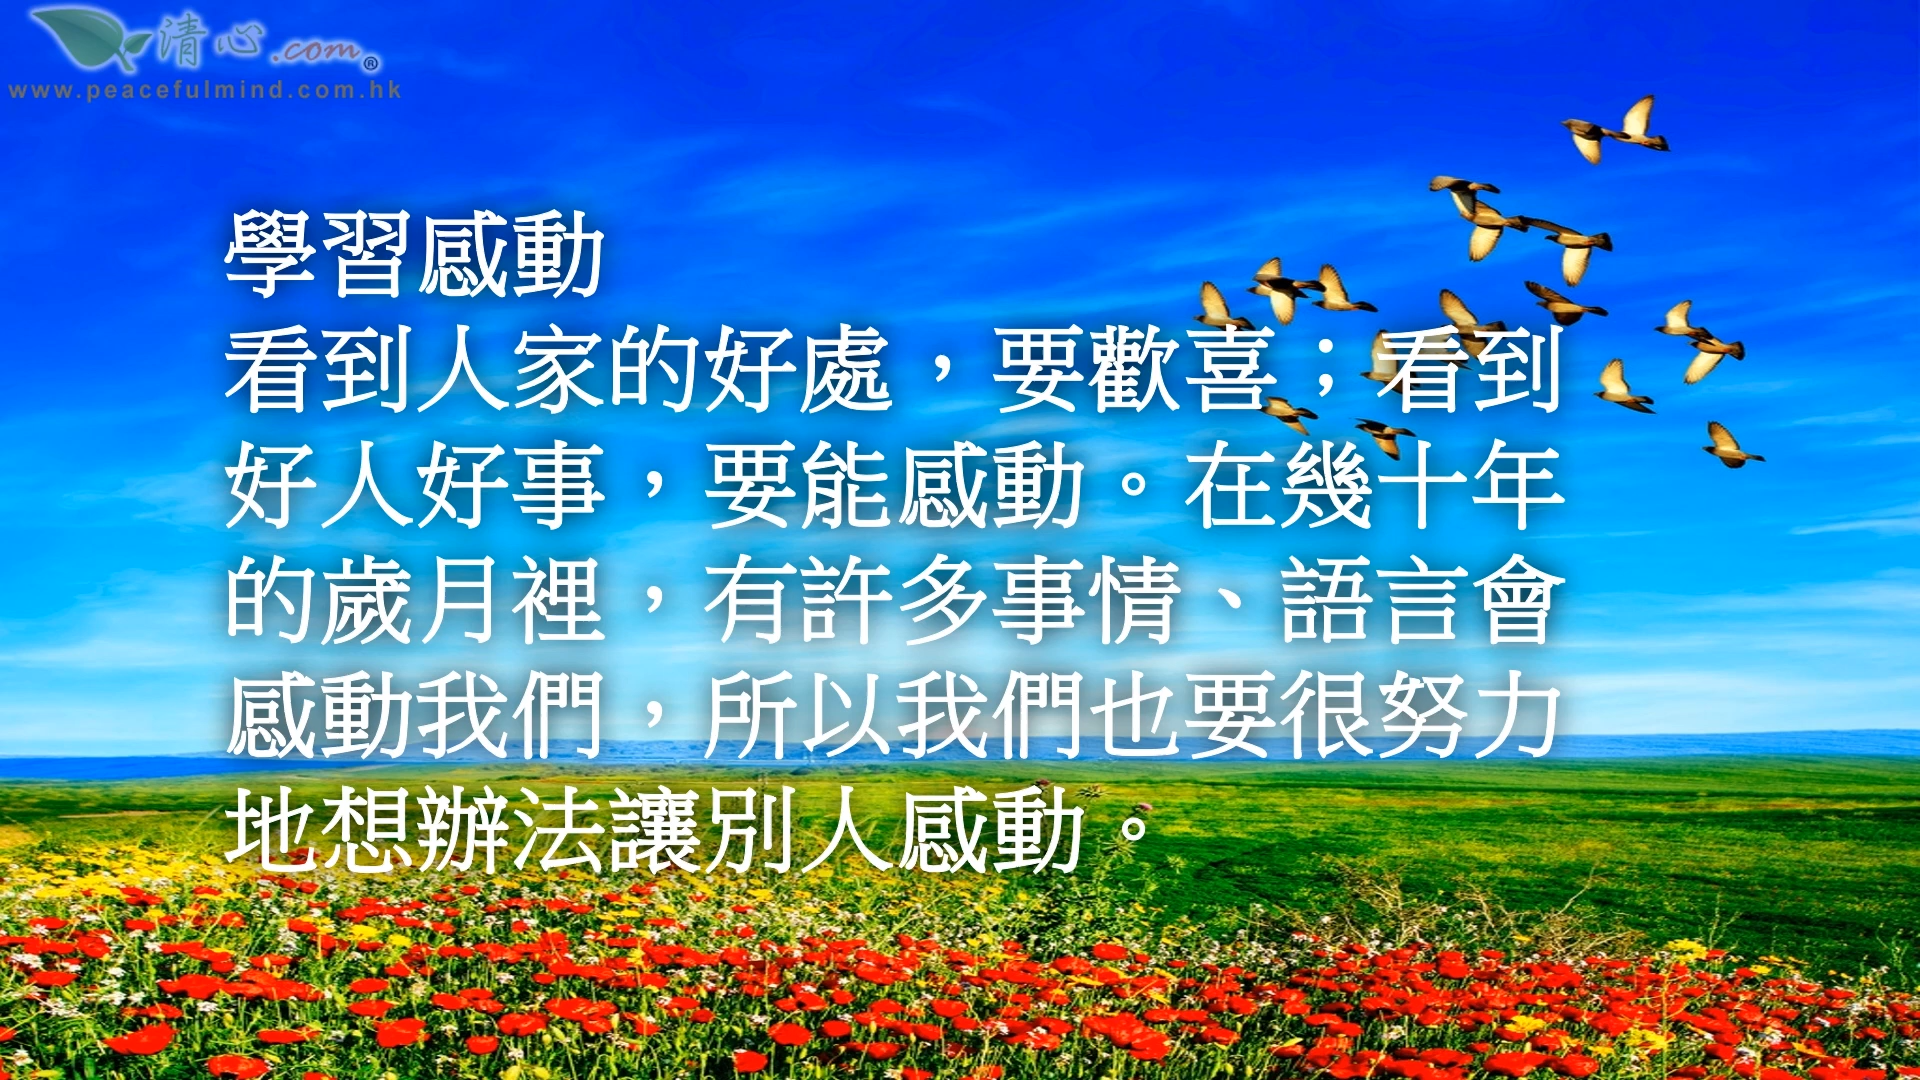 清心.com®
www.peacefulmind.com.hk
學習感動
看到人家的好處，要歡喜；看到
好人好事，要能感動。在幾十年
的歲月裡，有許多事情、語言會
感動我們，所以我們也要很努力
地想辦法讓別人感動。